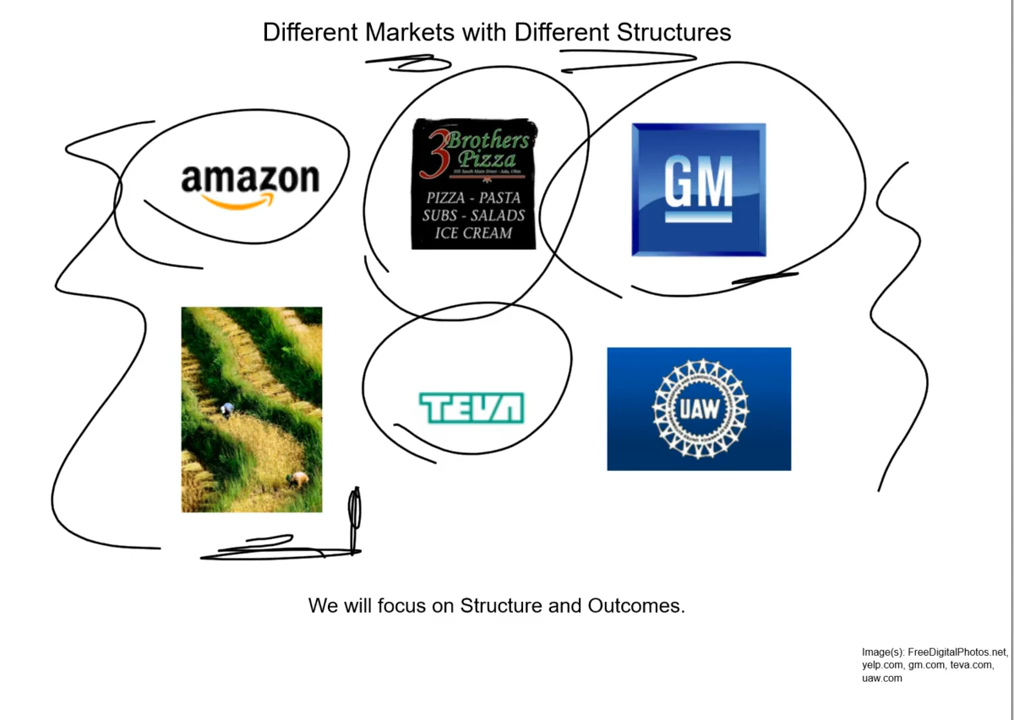 Different Markets with Different Structures
amazon
3 Brothers
Pizza
PIZZA - PASTA
SUBS - SALADS
ICE CREAM
GM
TEVA
UAW
We will focus on Structure and Outcomes.
Image(s): FreeDigitalPhotos.net,
yelp.com, gm.com, teva.com,
uaw.com